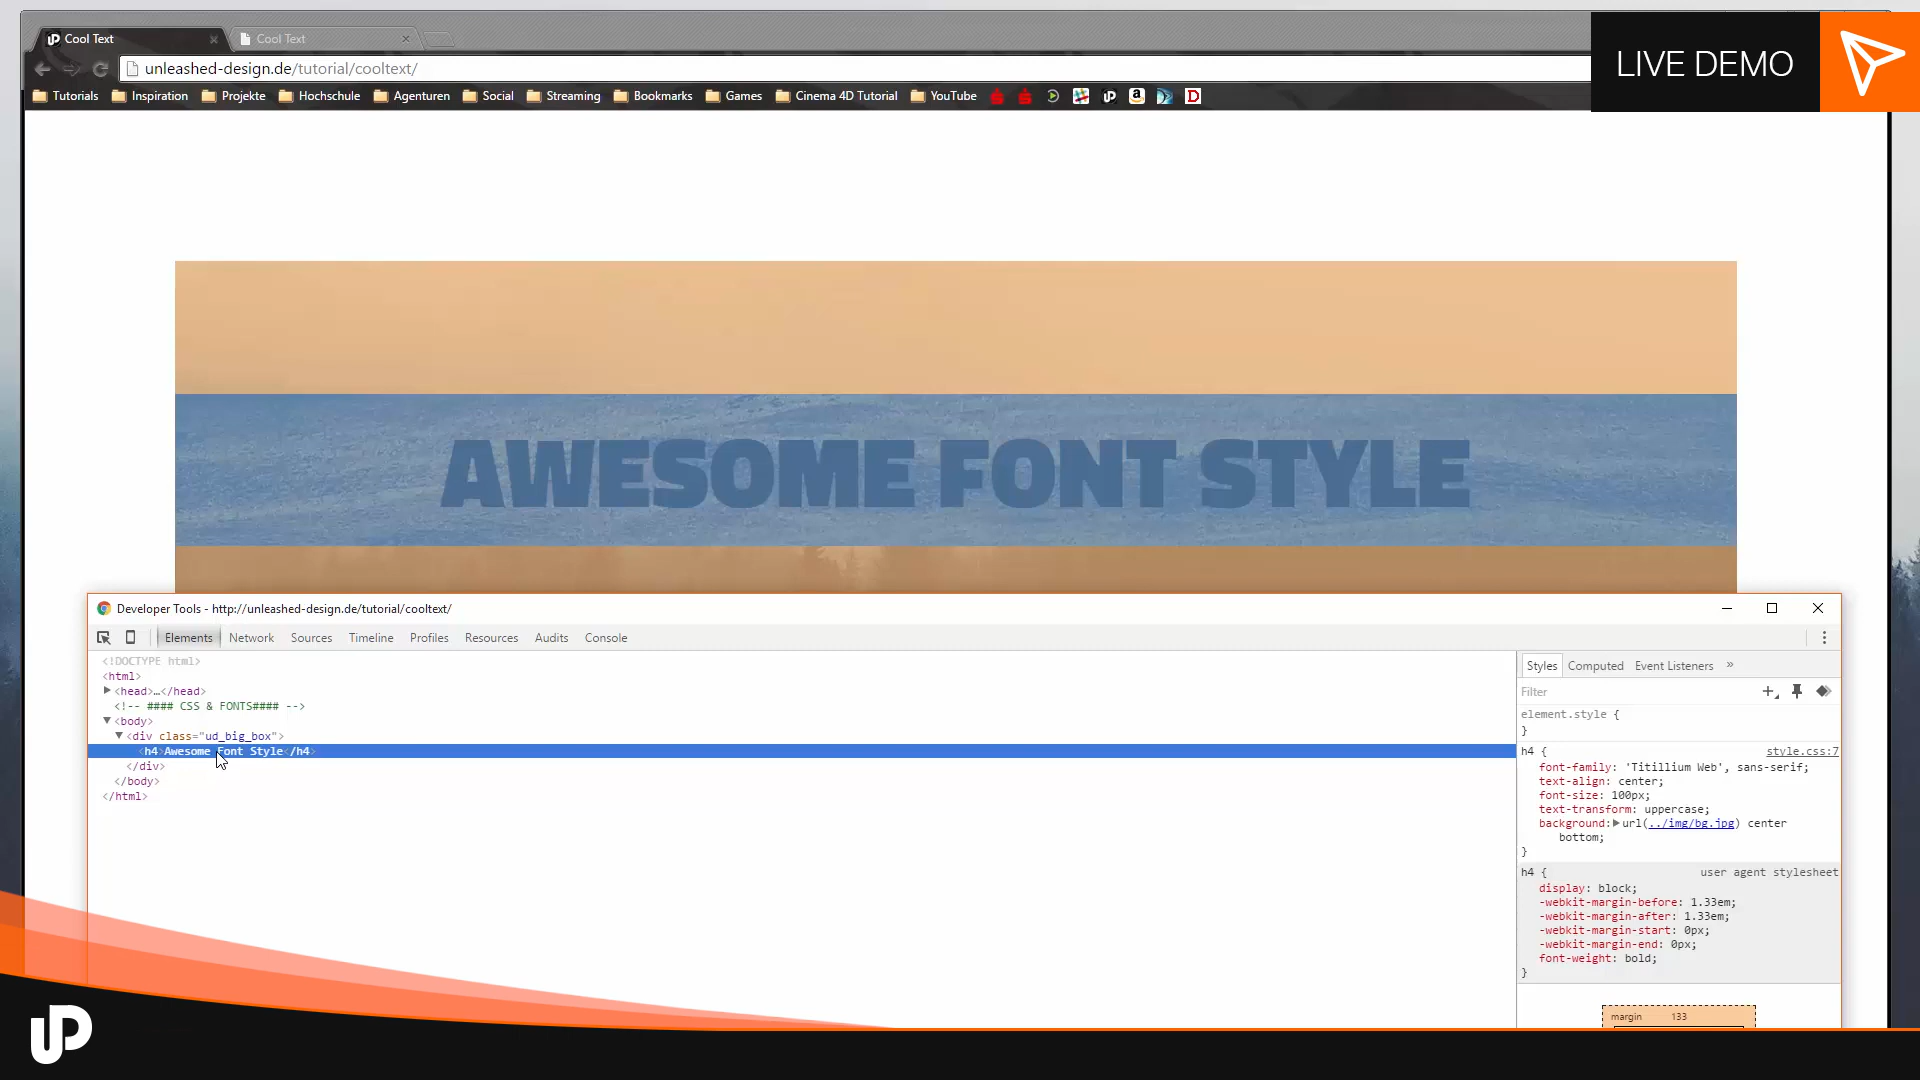 Cool Text
Cool Text
unleashed-design.de/tutorial/cooltext/
LIVE DEMO
Tutorials Inspiration Projekte Hochschule Agenturen Social Streaming Bookmarks Games Cinema 4D Tutorial YouTube
AWESOME FONT STYLE
Developer Tools - http://unleashed-design.de/tutorial/cooltext/
Elements Network Sources Timeline Profiles Resources Audits Console
<!DOCTYPE html>
<html>
<head>…</head>
<!-- #### CSS & FONTS#### -->
<body>
<div class="ud_big_box">
<h4>Awesome Font Style</h4>
</div>
</body>
</html>
Styles Computed Event Listeners »
Filter
element.style {
}
h4 { style.css:7
font-family: 'Titillium Web', sans-serif;
text-align: center;
font-size: 100px;
text-transform: uppercase;
background: url(../img/bg.jpg) center
bottom;
}
h4 { user agent stylesheet
display: block;
-webkit-margin-before: 1.33em;
-webkit-margin-after: 1.33em;
-webkit-margin-start: 0px;
-webkit-margin-end: 0px;
font-weight: bold;
}
margin 133
UD